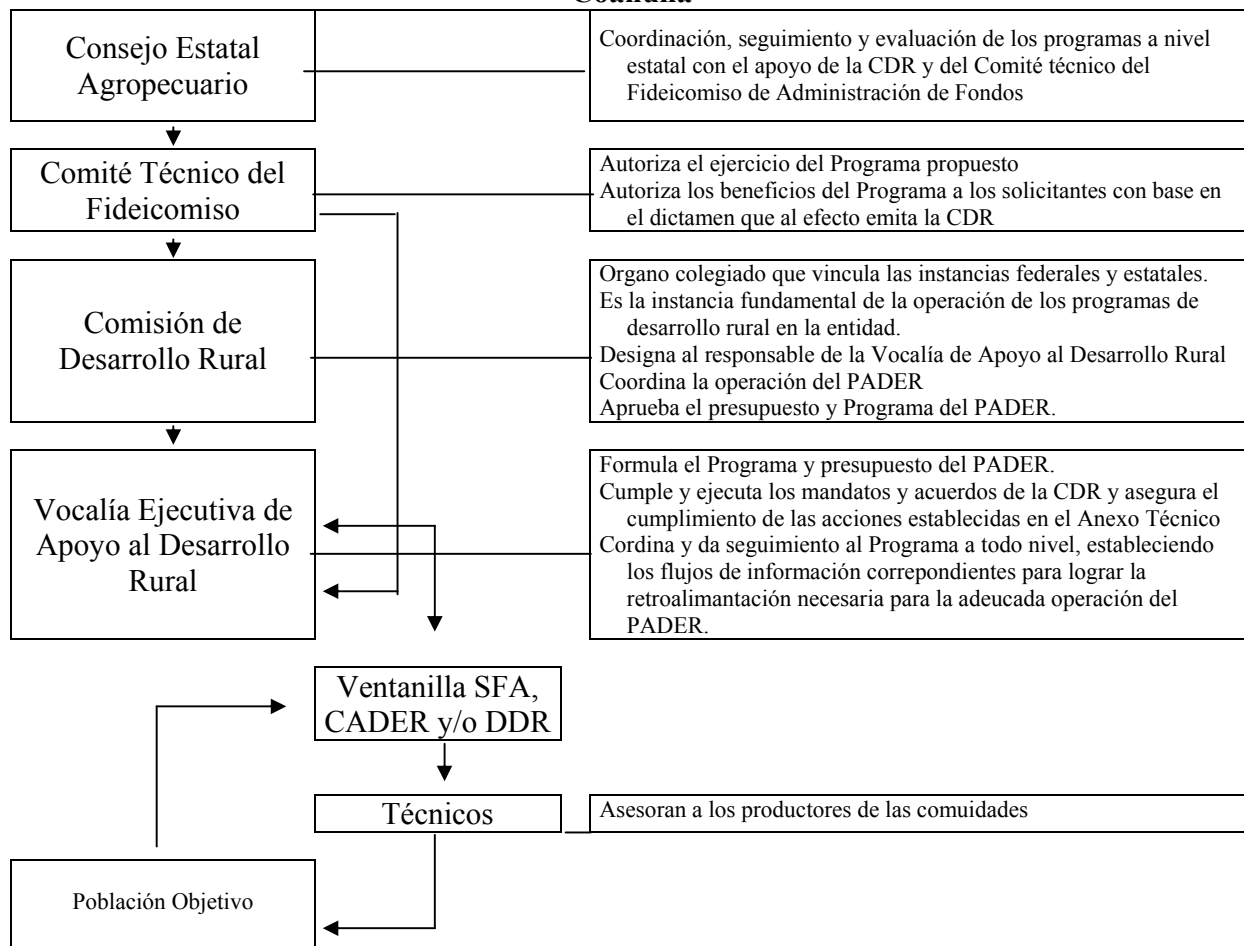 Consejo Estatal
Agropecuario
Coordinación, seguimiento y evaluación de los programas a nivel
estatal con el apoyo de la CDR y del Comité técnico del
Fideicomiso de Administración de Fondos
Comité Técnico del
Fideicomiso
Autoriza el ejercicio del Programa propuesto
Autoriza los beneficios del Programa a los solicitantes con base en
el dictamen que al efecto emita la CDR
Comisión de
Desarrollo Rural
Organo colegiado que vincula las instancias federales y estatales.
Es la instancia fundamental de la operación de los programas de
desarrollo rural en la entidad.
Designa al responsable de la Vocalía de Apoyo al Desarrollo Rural
Coordina la operación del PADER
Aprueba el presupuesto y Programa del PADER.
Vocalía Ejecutiva de
Apoyo al Desarrollo
Rural
Formula el Programa y presupuesto del PADER.
Cumple y ejecuta los mandatos y acuerdos de la CDR y asegura el
cumplimiento de las acciones establecidas en el Anexo Técnico
Cordina y da seguimiento al Programa a todo nivel, estableciendo
los flujos de información correpondientes para lograr la
retroalimantación necesaria para la adeucada operación del
PADER.
Ventanilla SFA,
CADER y/o DDR
Técnicos
Asesoran a los productores de las comuidades
Población Objetivo